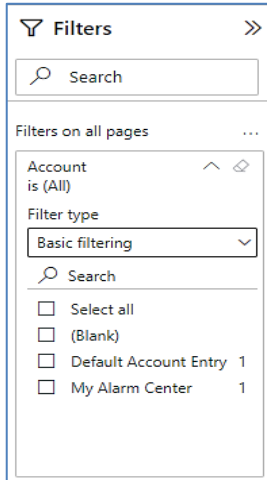 Filters
Search
Filters on all pages
Account
is (All)
Filter type
Basic filtering
Search
Select all
(Blank)
Default Account Entry 1
My Alarm Center 1